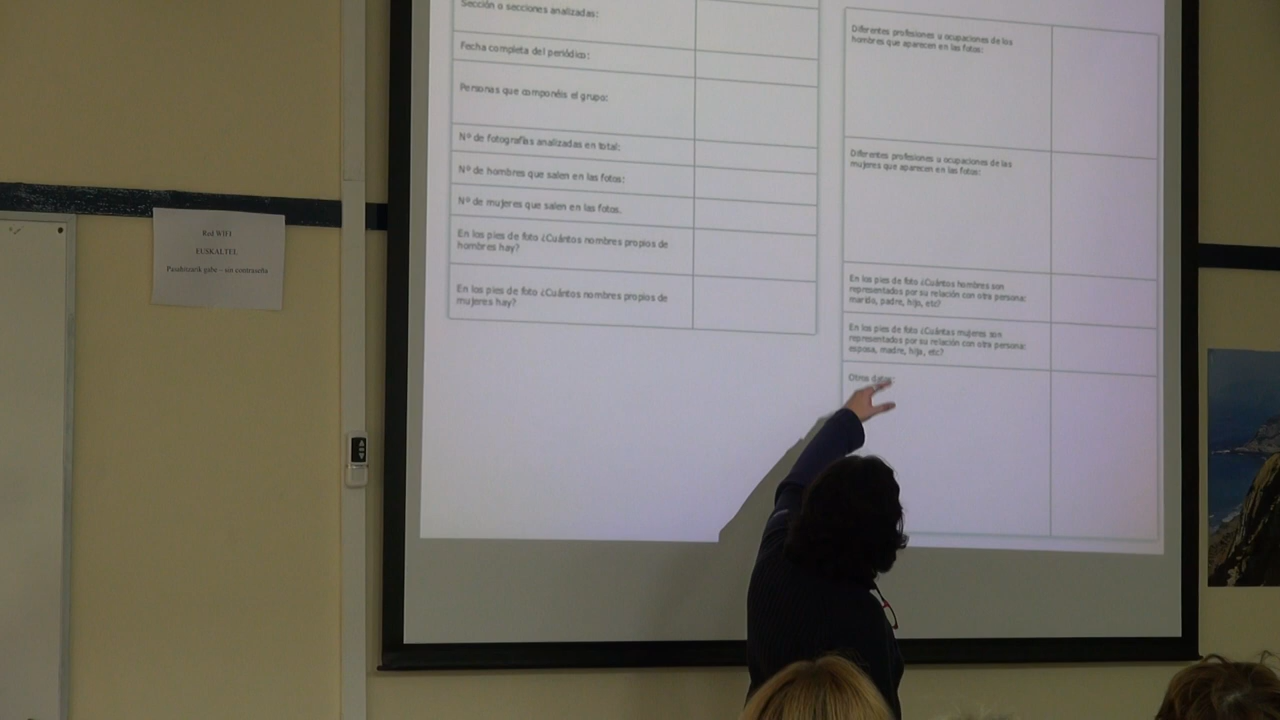 Sección o secciones analizadas:
Fecha completa del periódico:
Personas que componéis el grupo:
Nº de fotografías analizadas en total:
Nº de hombres que salen en las fotos:
Nº de mujeres que salen en las fotos.
En los pies de foto ¿Cuántos nombres propios de
hombres hay?
En los pies de foto ¿Cuántos nombres propios de
mujeres hay?
Diferentes profesiones u ocupaciones de los
hombres que aparecen en las fotos:
Diferentes profesiones u ocupaciones de las
mujeres que aparecen en las fotos:
En los pies de foto ¿Cuántos hombres son
representados por su relación con otra persona:
marido, padre, hijo, etc?
En los pies de foto ¿Cuántas mujeres son
representados por su relación con otra persona:
esposa, madre, hija, etc?
Otros datos:
Red WIFI
EUSKALTEL
Pasahitzarik gabe – sin contraseña